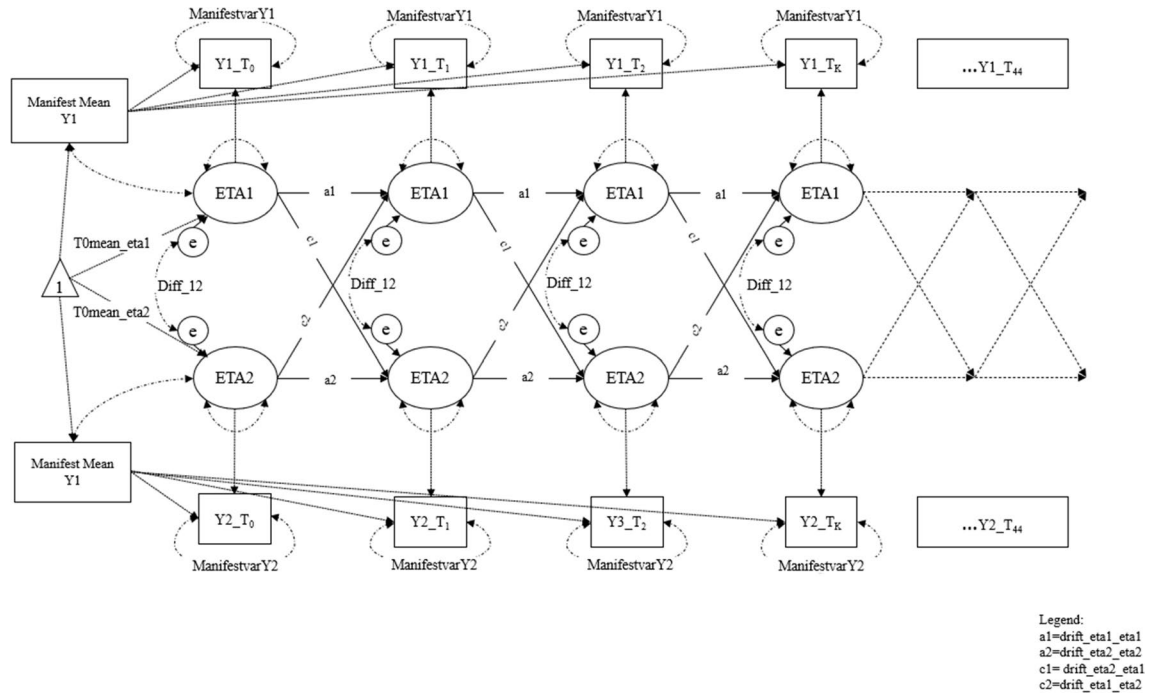 ManifestvarY1
ManifestvarY1
ManifestvarY1
ManifestvarY1
Y1_T0
Y1_T1
Y1_T2
Y1_TK
...Y1_T44
Manifest Mean
Y1
ETA1
a1
ETA1
a1
ETA1
a1
ETA1
T0mean_eta1
e
e
e
e
c1
c1
c1
1
Diff_12
Diff_12
Diff_12
Diff_12
T0mean_eta2
e
e
e
e
c2
c2
c2
ETA2
a2
ETA2
a2
ETA2
a2
ETA2
Manifest Mean
Y1
Y2_T0
Y2_T1
Y3_T2
Y2_TK
...Y2_T44
ManifestvarY2
ManifestvarY2
ManifestvarY2
ManifestvarY2
Legend:
a1=drift_eta1_eta1
a2=drift_eta2_eta2
c1= drift_eta2_eta1
c2=drift_eta1_eta2